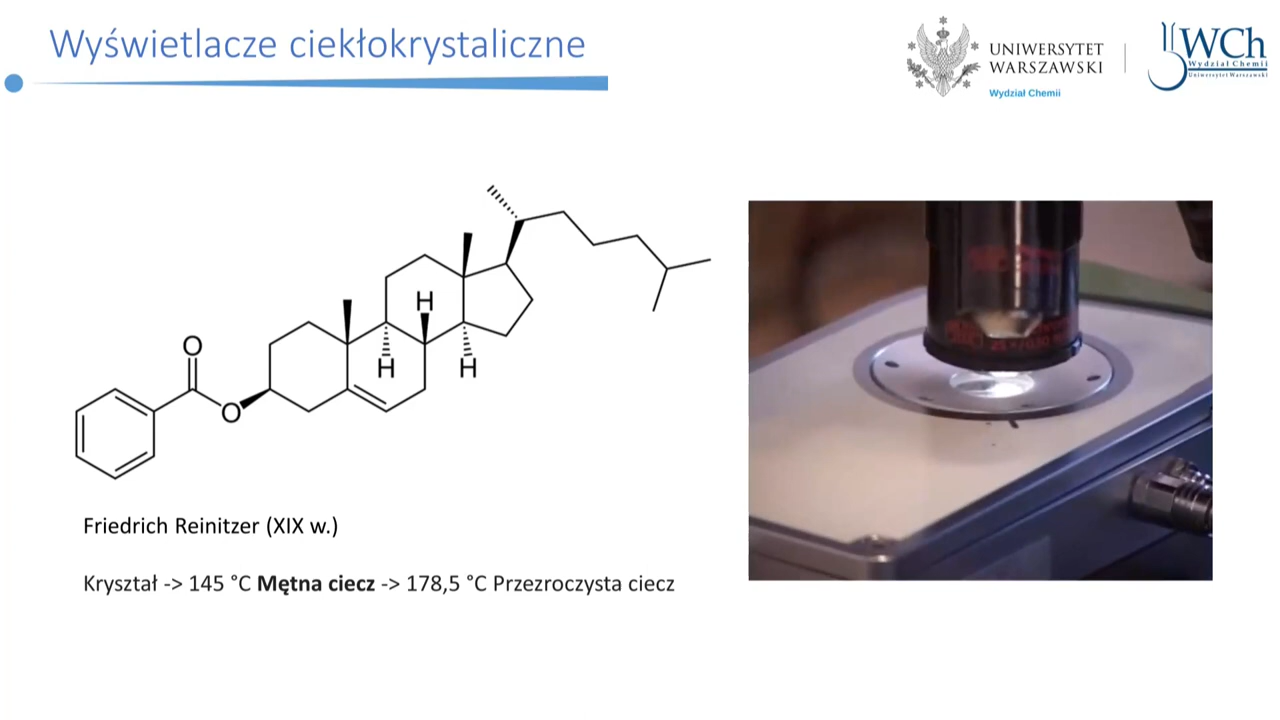 Wyświetlacze ciekłokrystaliczne
UNIWERSYTET
WARSZAWSKI
Wydział Chemii
WCh
Wydział Chemii
Uniwersytet Warszawski
H
O
H
H
O
Friedrich Reinitzer (XIX w.)
Kryształ -> 145 °C Mętna ciecz -> 178,5 °C Przezroczysta ciecz